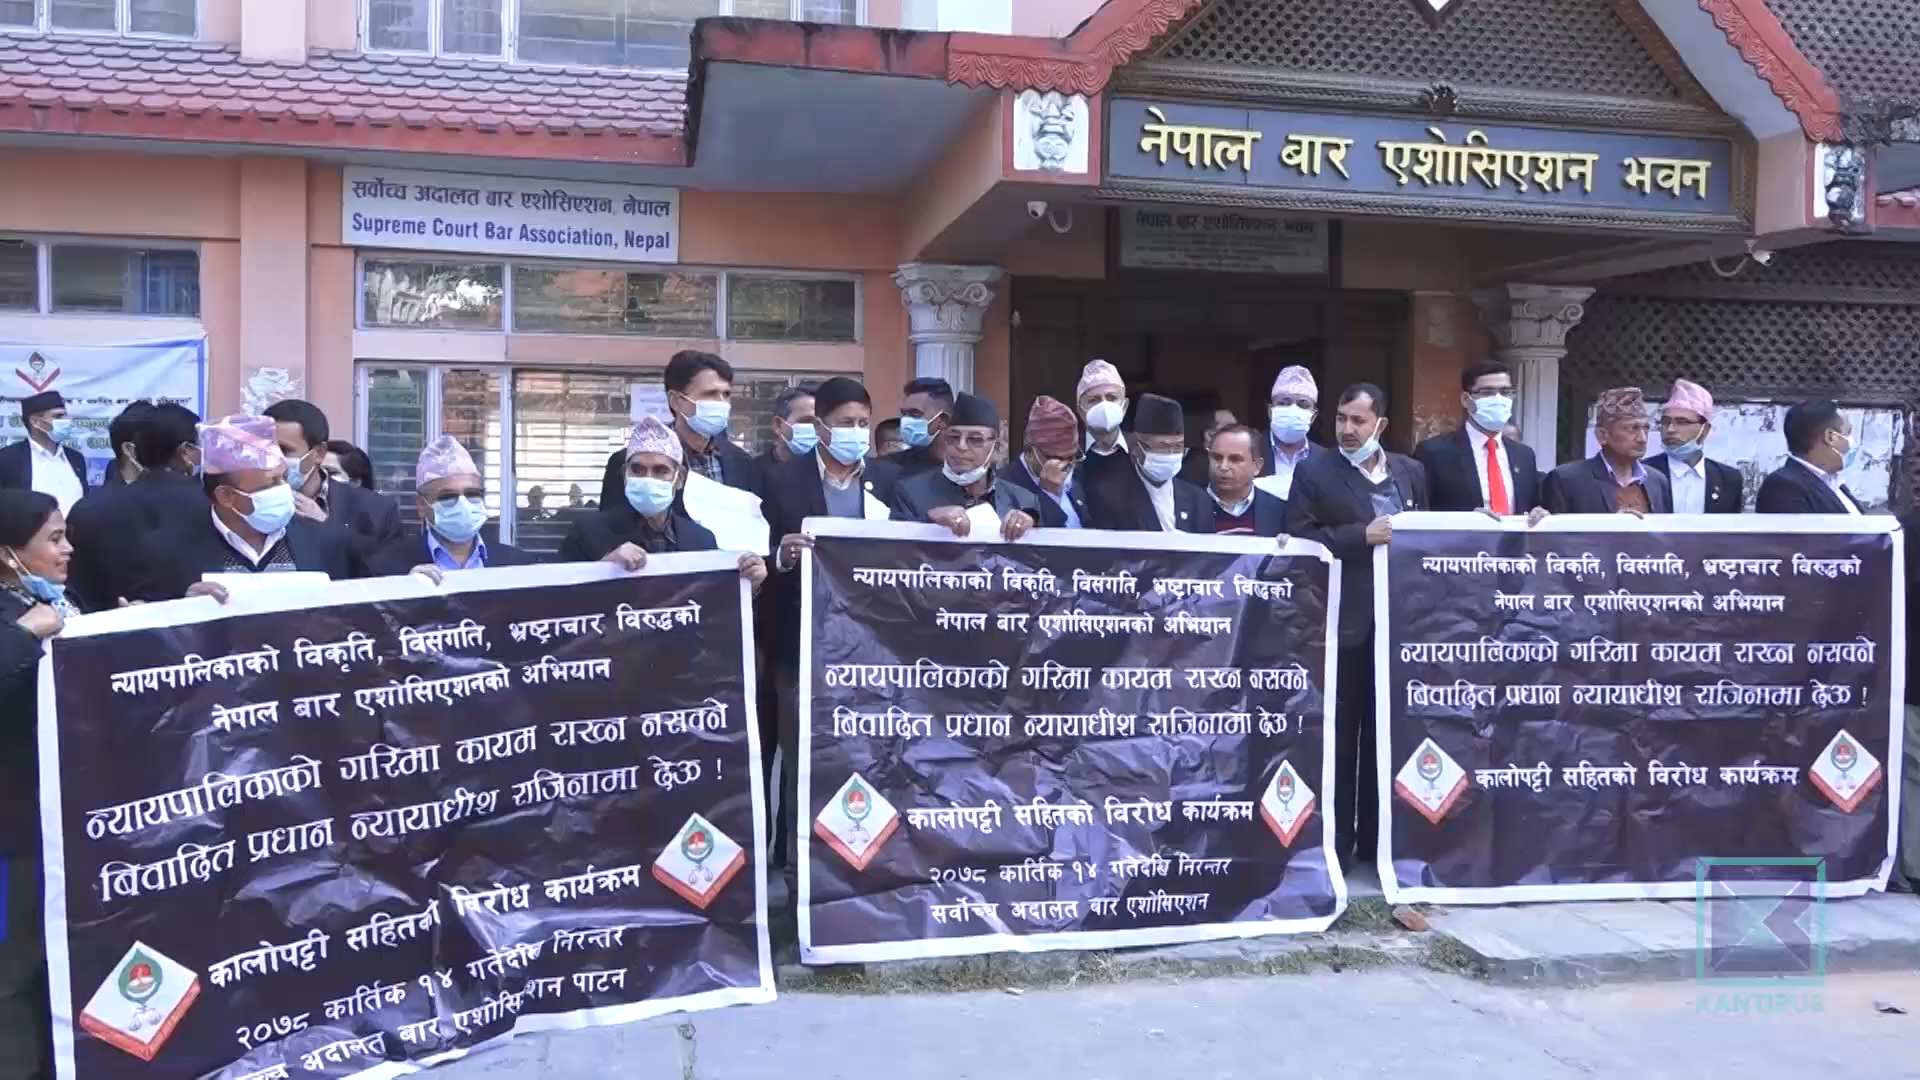 नेपाल बार एशोसिएशन भवन
सर्वोच्च अदालत बार एशोसिएशन, नेपाल
Supreme Court Bar Association, Nepal
नेपाल बार एशोसिएशन भवन
न्यायपालिकाको विकृति, विसंगति, भ्रष्ट्राचार विरुद्धको
नेपाल बार एशोसिएशनको अभियान
न्यायपालिकाको गरिमा कायम राख्न नसक्ने
बिवादित प्रधान न्यायाधीश राजिनामा देऊ !
कालोपट्टी सहितको विरोध कार्यक्रम
२०७८ कार्तिक १४ गतेदेखि निरन्तर
अदालत बार एशोसिएशन पाटन
न्यायपालिकाको विकृति, विसंगति, भ्रष्ट्राचार विरुद्धको
नेपाल बार एशोसिएशनको अभियान
न्यायपालिकाको गरिमा कायम राख्न नसक्ने
बिवादित प्रधान न्यायाधीश राजिनामा देऊ !
कालोपट्टी सहितको विरोध कार्यक्रम
२०७८ कार्तिक १४ गतेदेखि निरन्तर
सर्वोच्च अदालत बार एशोसिएशन
न्यायपालिकाको विकृति, विसंगति, भ्रष्ट्राचार विरुद्धको
नेपाल बार एशोसिएशनको अभियान
न्यायपालिकाको गरिमा कायम राख्न नसक्ने
बिवादित प्रधान न्यायाधीश राजिनामा देऊ !
कालोपट्टी सहितको विरोध कार्यक्रम
KANTIPUR